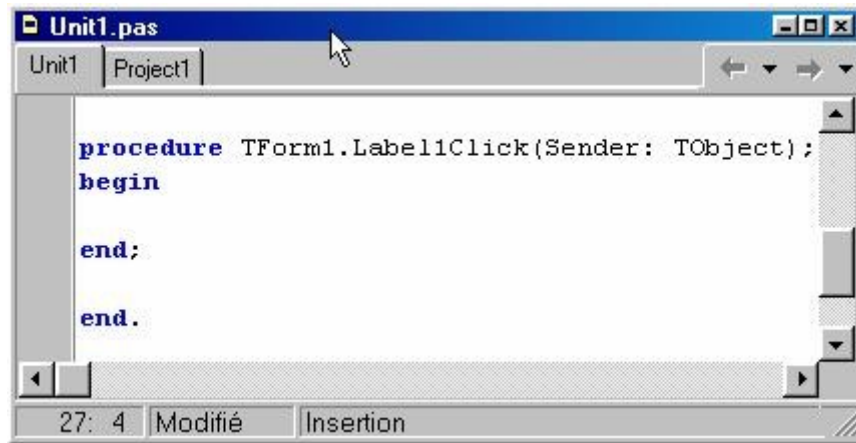 Unit1.pas
Unit1 Project1
procedure TForm1.Label1Click(Sender: TObject);
begin
end;
end.
27: 4 Modifié Insertion